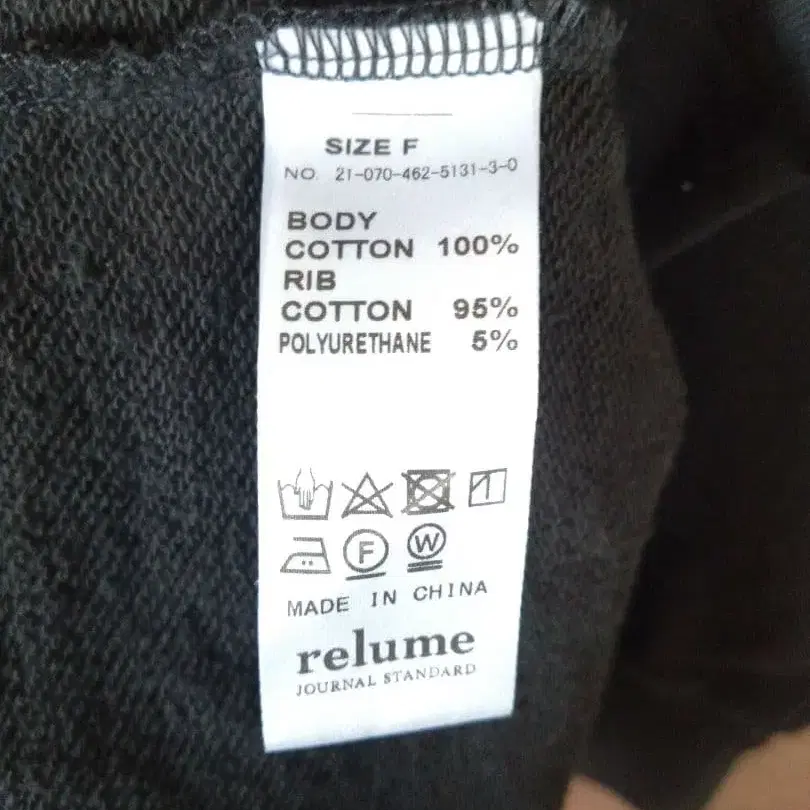 SIZE F
NO. 21-070-462-5131-3-0
BODY
COTTON 100%
RIB
COTTON 95%
POLYURETHANE 5%
F W
MADE IN CHINA
relume
JOURNAL STANDARD